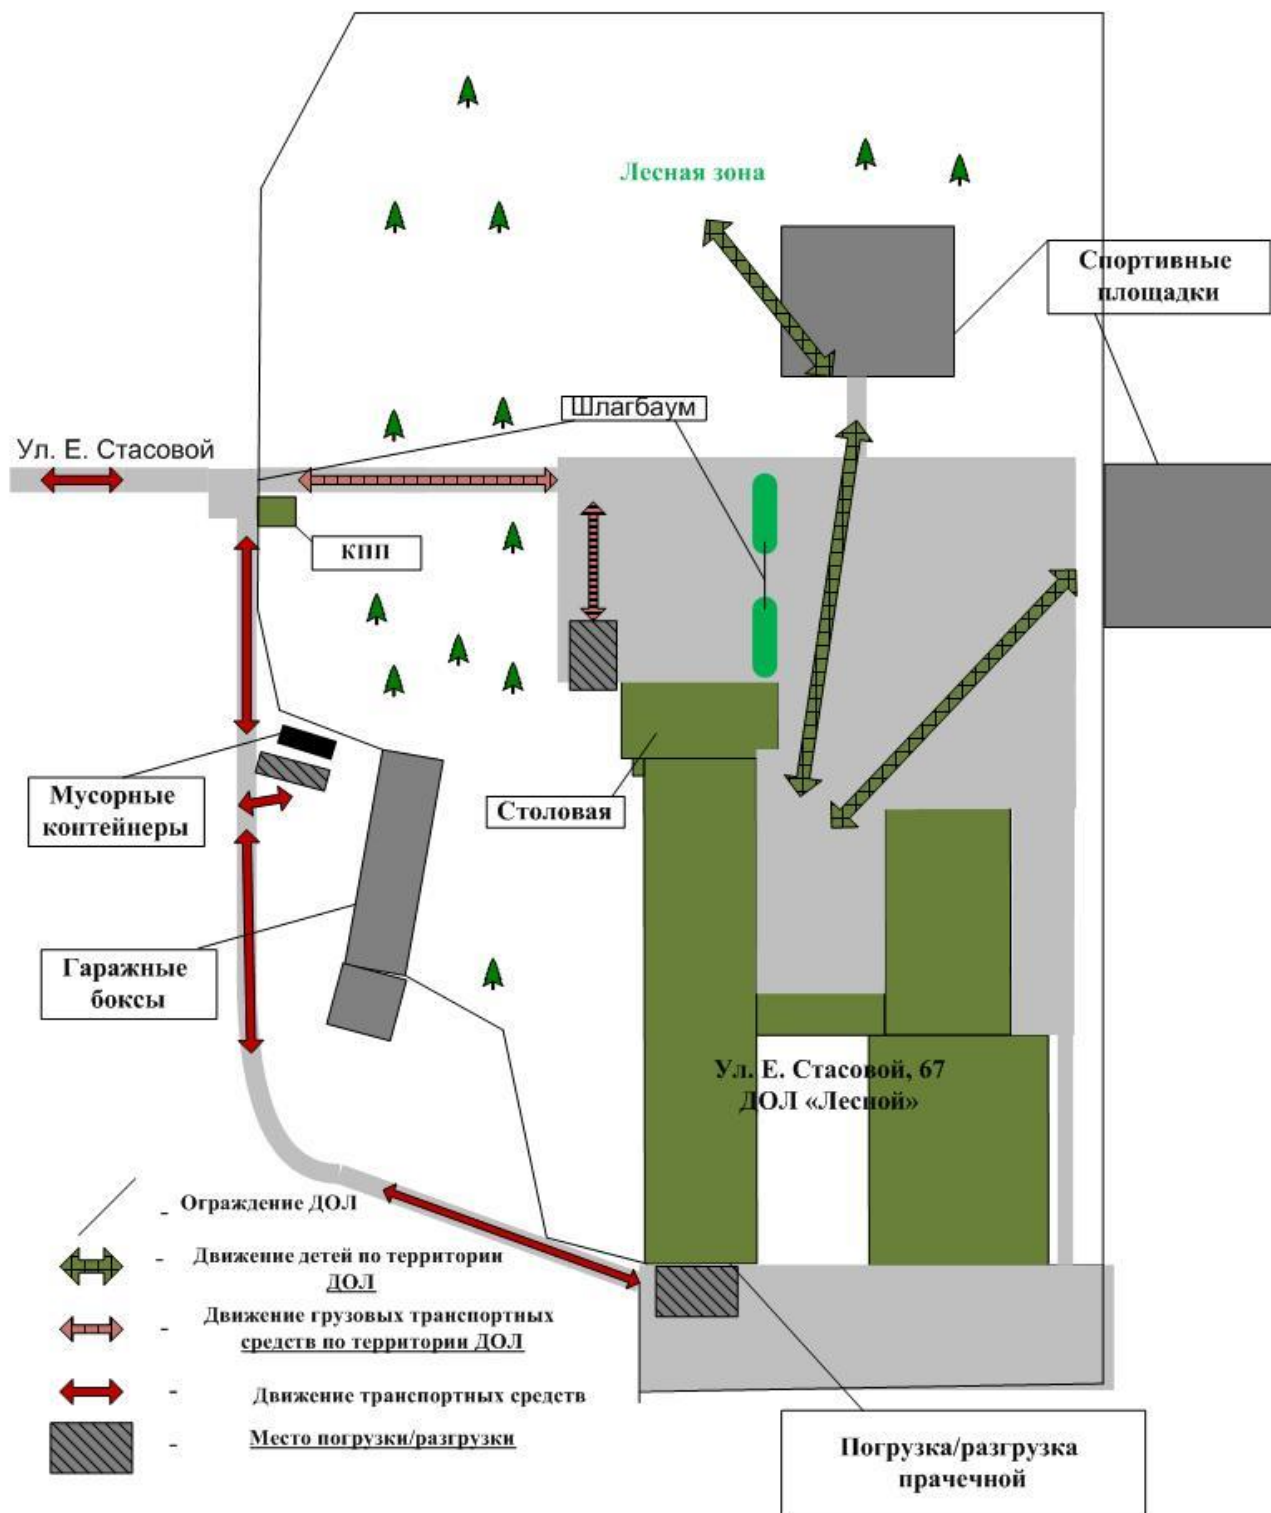 Лесная зона
Спортивные
площадки
Шлагбаум
Ул. Е. Стасовой
КПП
Мусорные
контейнеры
Столовая
Гаражные
боксы
Ул. Е. Стасовой, 67
ДОЛ «Лесной»
- Ограждение ДОЛ
- Движение детей по территории
ДОЛ
- Движение грузовых транспортных
средств по территории ДОЛ
- Движение транспортных средств
- Место погрузки/разгрузки
Погрузка/разгрузка
прачечной